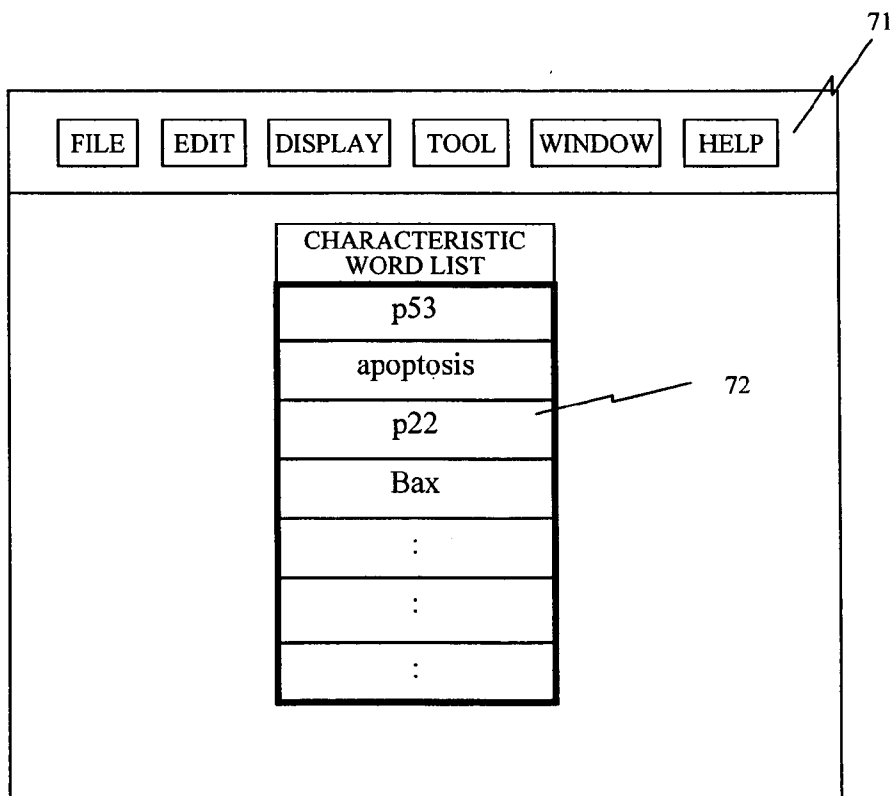 71
FILE EDIT DISPLAY TOOL WINDOW HELP
CHARACTERISTIC
WORD LIST
p53
apoptosis
72
p22
Bax
:
:
: